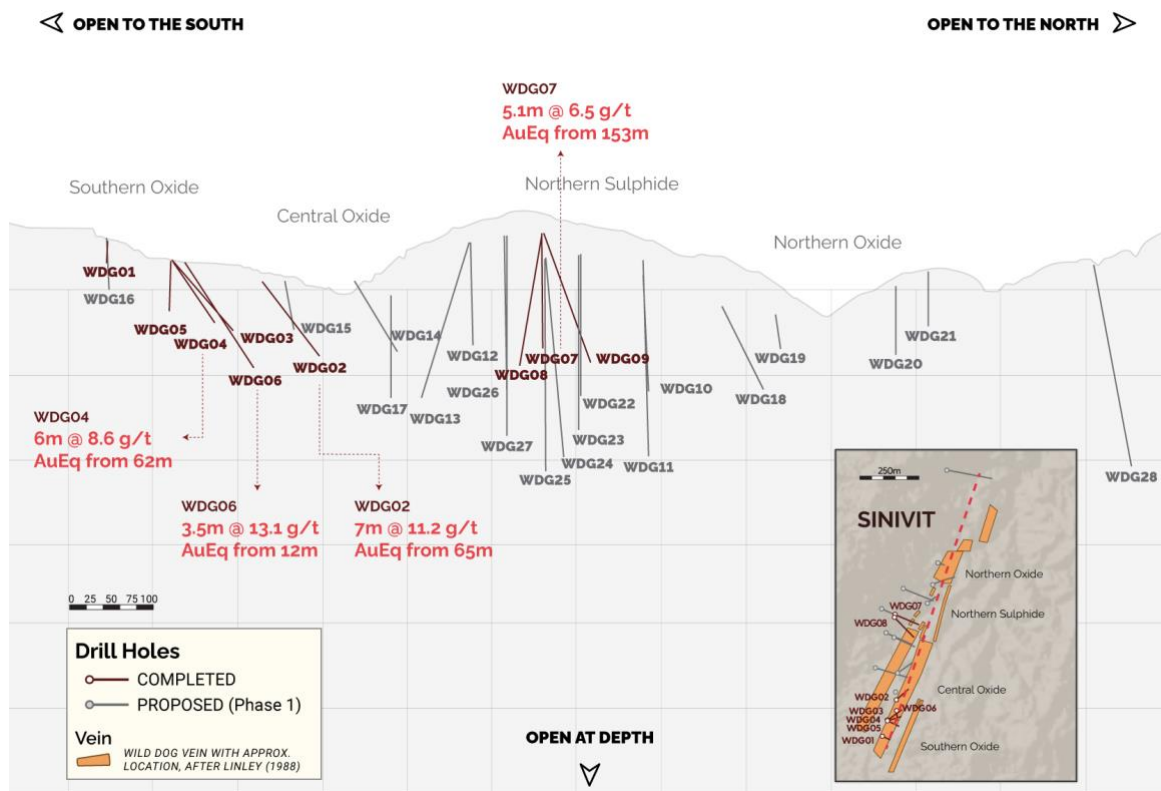 OPEN TO THE SOUTH
OPEN TO THE NORTH
WDG07
5.1m @ 6.5 g/t
AuEq from 153m
Southern Oxide
Northern Sulphide
Central Oxide
Northern Oxide
WDG01
WDG16
WDG05
WDG04
WDG03
WDG06
WDG15
WDG02
WDG14
WDG17
WDG13
WDG12
WDG26
WDG27
WDG08
WDG07
WDG09
WDG22
WDG23
WDG24
WDG25
WDG10
WDG11
WDG19
WDG18
WDG21
WDG20
WDG28
WDG04
6m @ 8.6 g/t
AuEq from 62m
WDG06
3.5m @ 13.1 g/t
AuEq from 12m
WDG02
7m @ 11.2 g/t
AuEq from 65m
0 25 50 75 100
Drill Holes
COMPLETED
PROPOSED (Phase 1)
Vein
WILD DOG VEIN WITH APPROX.
LOCATION, AFTER LINLEY (1988)
OPEN AT DEPTH
250m
SINIVIT
Northern Oxide
WDG07
Northern Sulphide
WDG08
Central Oxide
WDG02
WDG03
WDG06
WDG04
WDG05
WDG01
Southern Oxide